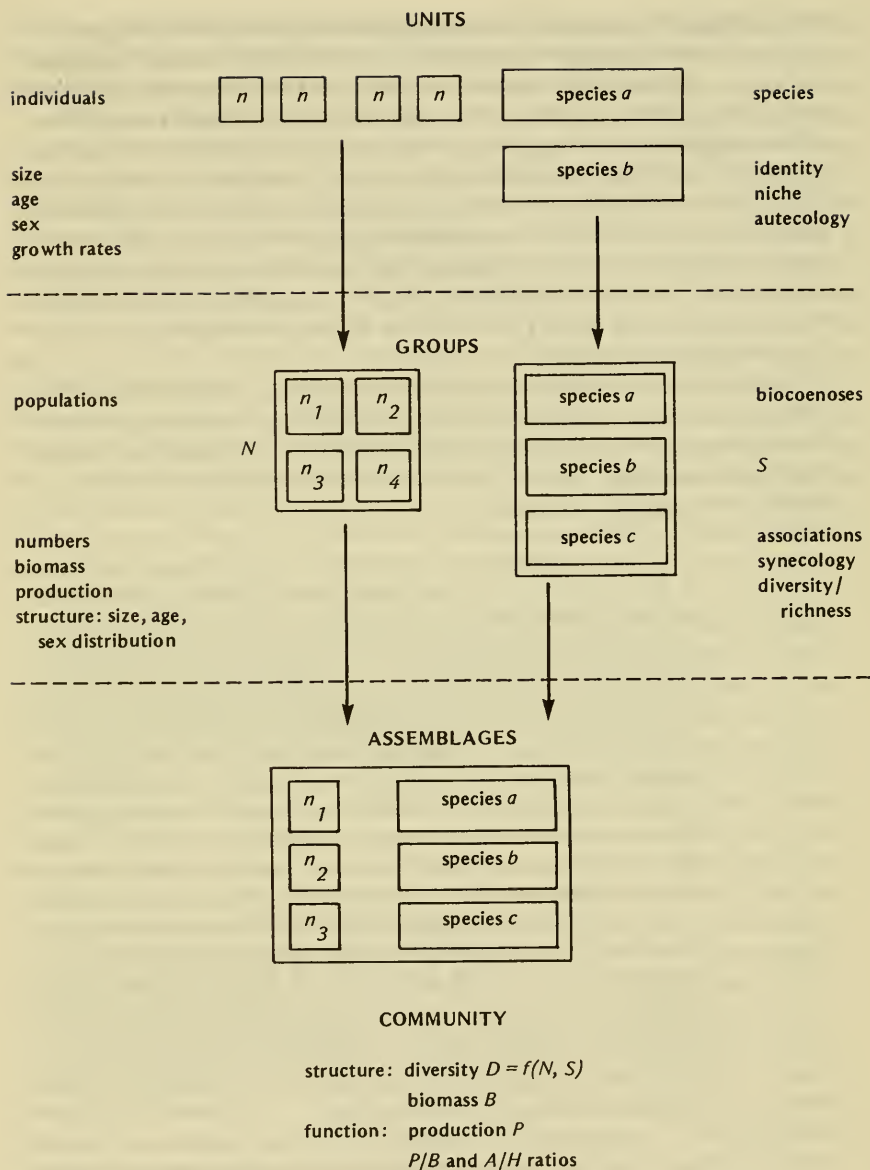 UNITS
individuals
n n n n
species a
species
species b
size
age
sex
growth rates
identity
niche
autecology
GROUPS
populations
N
n1 n2
n3 n4
species a
species b
species c
biocoenoses
S
numbers
biomass
production
structure: size, age,
sex distribution
associations
synecology
diversity/
richness
ASSEMBLAGES
n1 species a
n2 species b
n3 species c
COMMUNITY
structure: diversity D = f(N, S)
biomass B
function: production P
P/B and A/H ratios